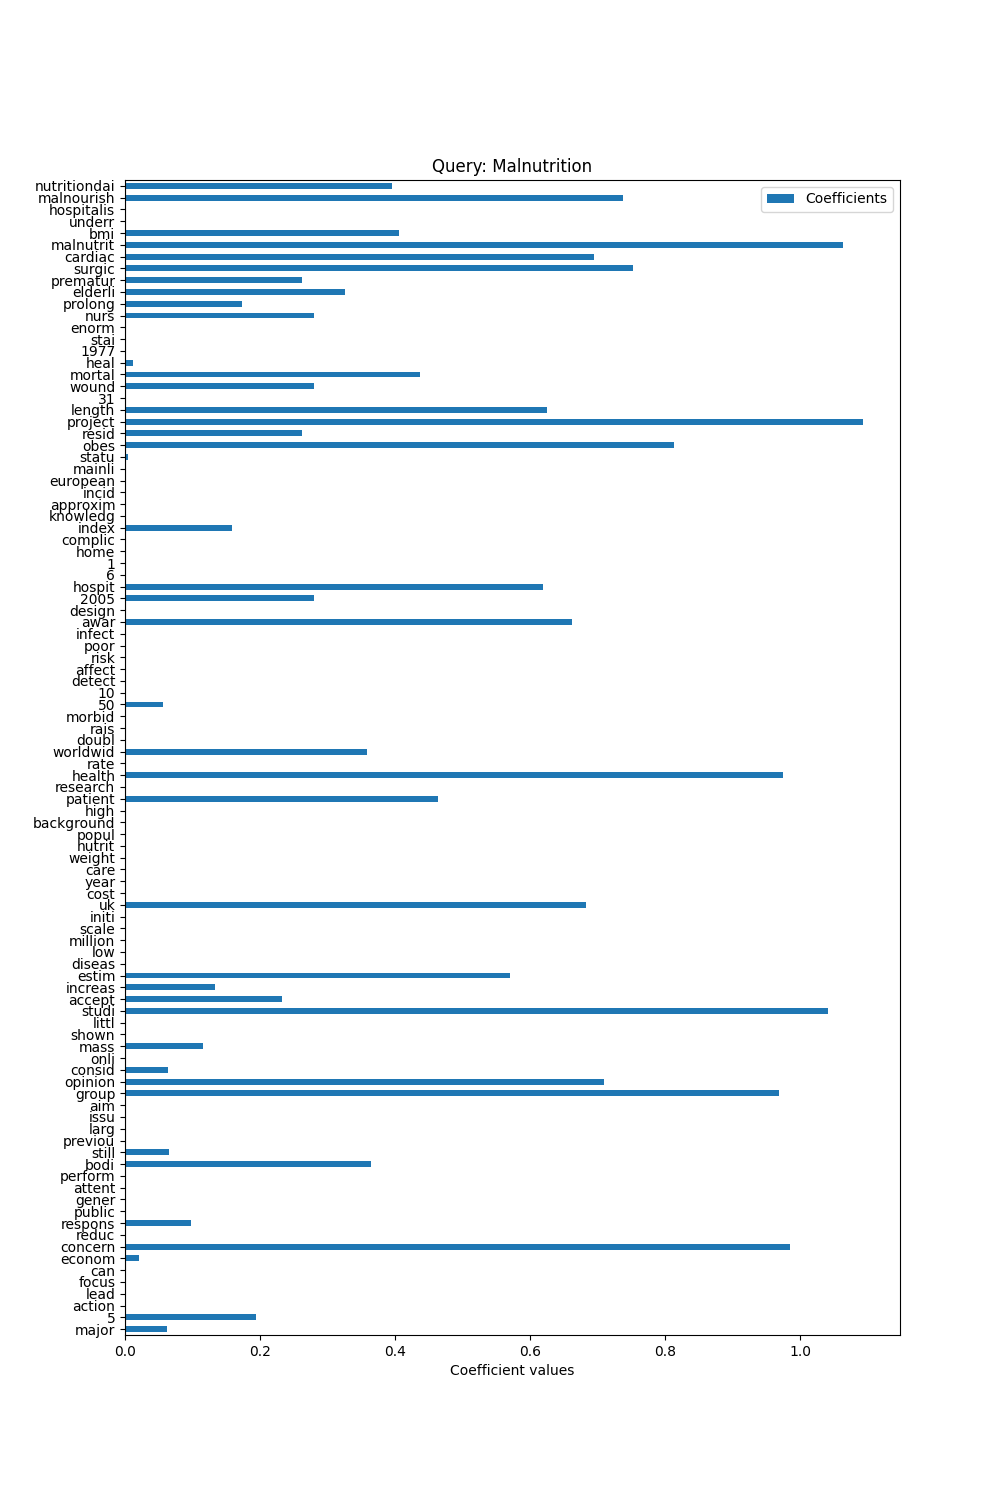 Query: Malnutrition
Coefficients
nutritiondai
malnourish
hospitalis
underr
bmi
malnutrit
cardiac
surgic
prematur
elderli
prolong
nurs
enorm
stai
1977
heal
mortal
wound
31
length
project
resid
obes
statu
mainli
european
incid
approxim
knowledg
index
complic
home
1
6
hospit
2005
design
awar
infect
poor
risk
affect
detect
10
50
morbid
rais
doubl
worldwid
rate
health
research
patient
high
background
popul
nutrit
weight
care
year
cost
uk
initi
scale
million
low
diseas
estim
increas
accept
studi
littl
shown
mass
onli
consid
opinion
group
aim
issu
larg
previou
still
bodi
perform
attent
gener
public
respons
reduc
concern
econom
can
focus
lead
action
5
major
0.0 0.2 0.4 0.6 0.8 1.0
Coefficient values